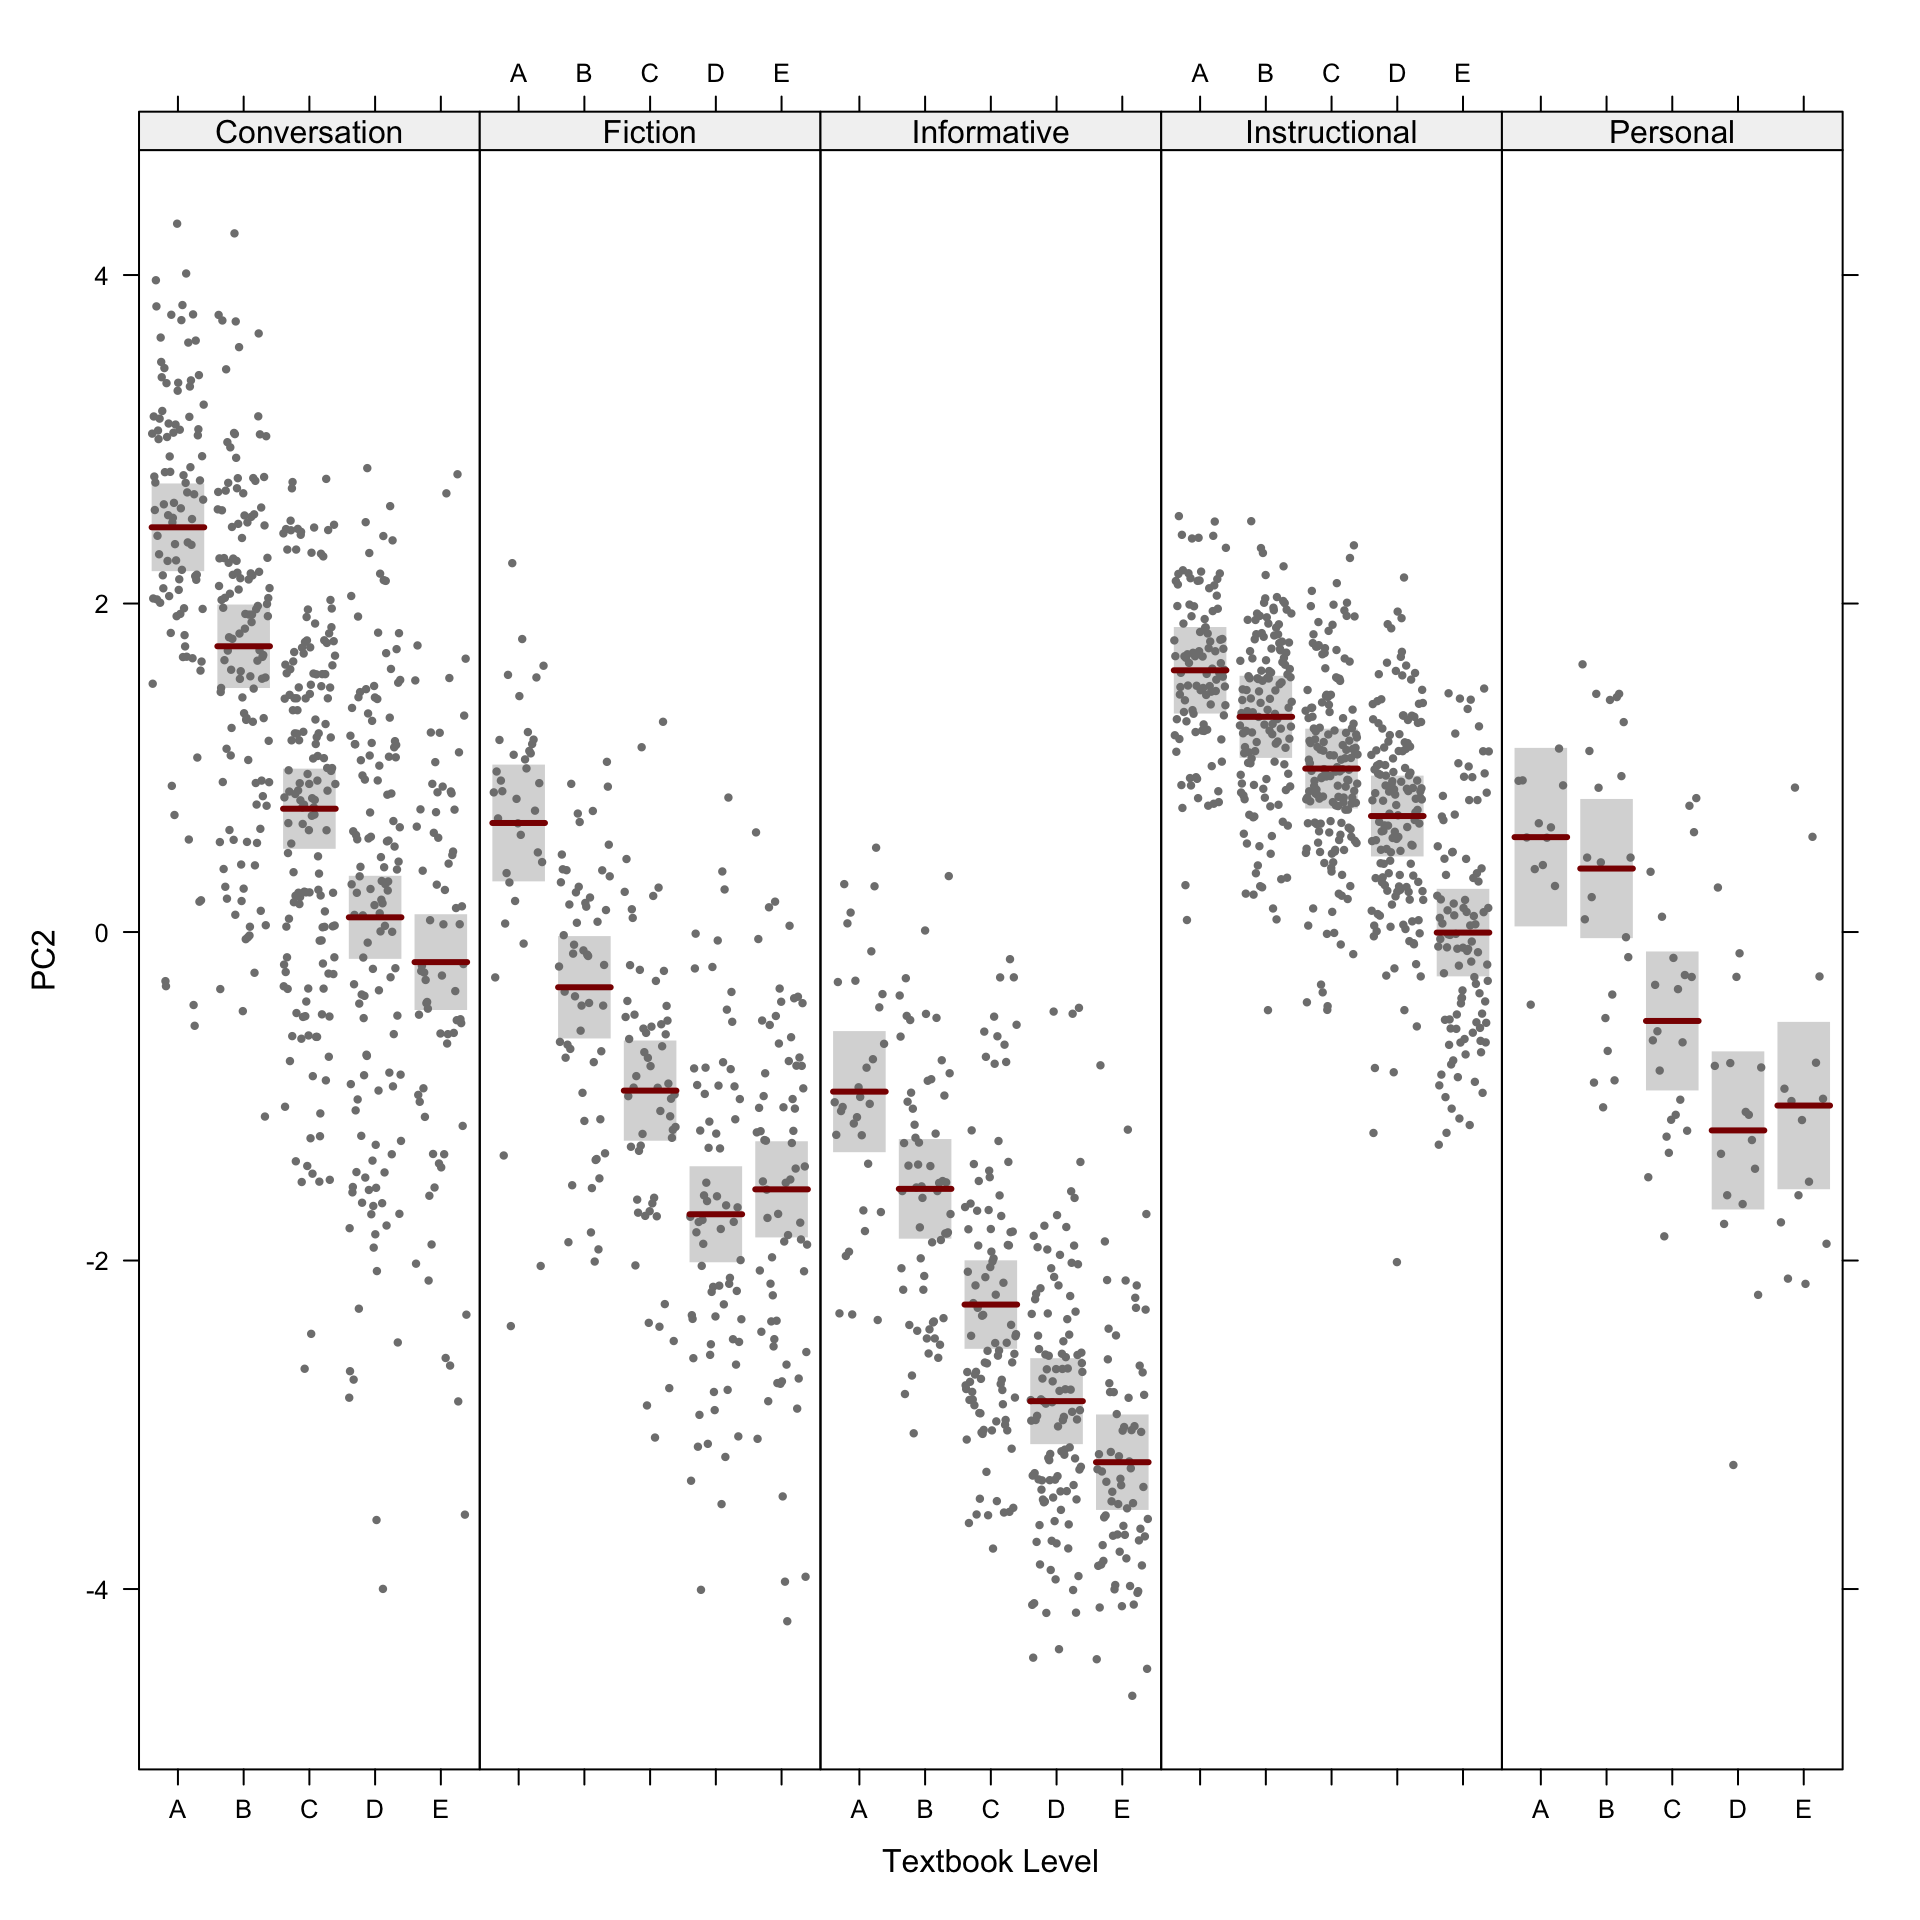 A B C D E A B C D E
Conversation Fiction Informative Instructional Personal
4
2
0
-2
-4
PC2
A B C D E A B C D E A B C D E
Textbook Level